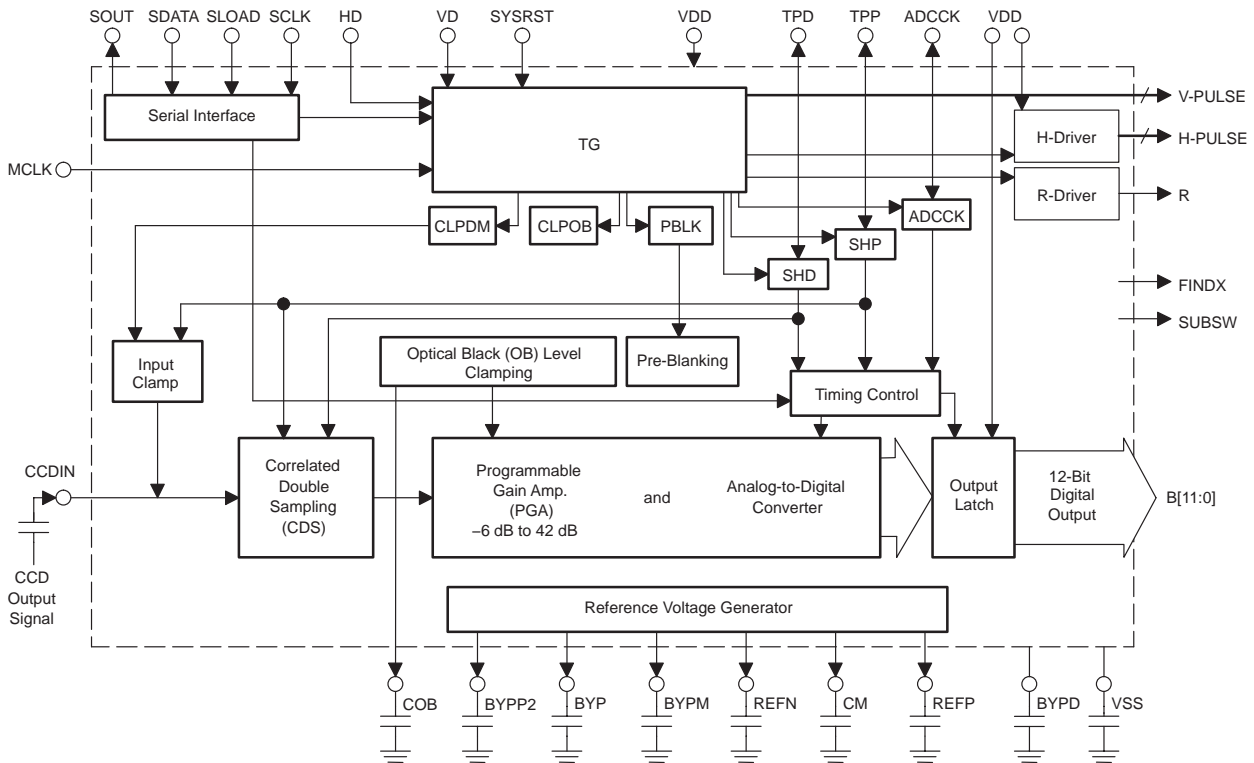 SOUT SDATA SLOAD SCLK HD VD SYSRST VDD TPD TPP ADCCK VDD
Serial Interface
TG
H-Driver
V-PULSE
H-PULSE
MCLK
R-Driver
R
CLPDM
CLPOB
PBLK
ADCCK
SHP
SHD
FINDX
SUBSW
Input
Clamp
Optical Black (OB) Level
Clamping
Pre-Blanking
Timing Control
CCDIN
Correlated
Double
Sampling
(CDS)
Programmable
Gain Amp.
(PGA)
–6 dB to 42 dB
and
Analog-to-Digital
Converter
Output
Latch
12-Bit
Digital
Output
B[11:0]
CCD
Output
Signal
Reference Voltage Generator
COB BYPP2 BYP BYPM REFN CM REFP BYPD VSS